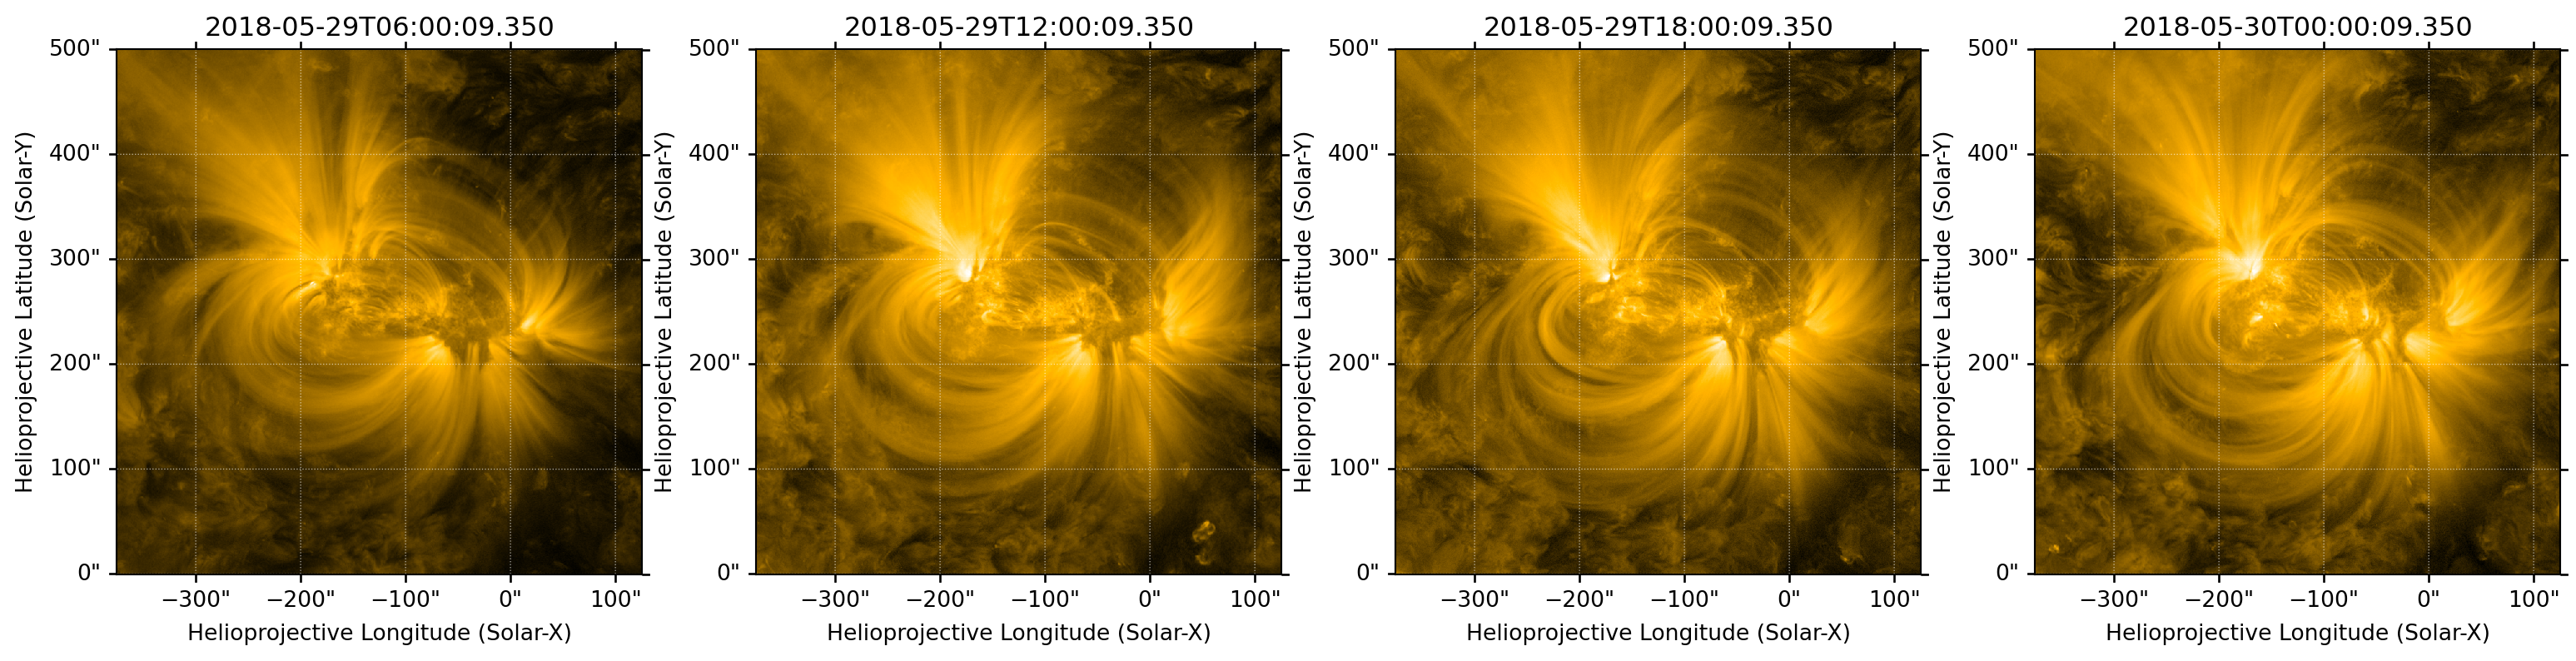 2018-05-29T06:00:09.350
500"
400"
300"
200"
100"
0"
−300" −200" −100" 0" 100"
Helioprojective Longitude (Solar-X)
Helioprojective Latitude (Solar-Y)
2018-05-29T12:00:09.350
500"
400"
300"
200"
100"
0"
−300" −200" −100" 0" 100"
Helioprojective Longitude (Solar-X)
Helioprojective Latitude (Solar-Y)
2018-05-29T18:00:09.350
500"
400"
300"
200"
100"
0"
−300" −200" −100" 0" 100"
Helioprojective Longitude (Solar-X)
Helioprojective Latitude (Solar-Y)
2018-05-30T00:00:09.350
500"
400"
300"
200"
100"
0"
−300" −200" −100" 0" 100"
Helioprojective Longitude (Solar-X)
Helioprojective Latitude (Solar-Y)